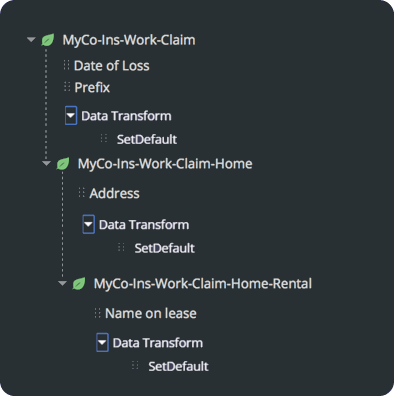 MyCo-Ins-Work-Claim
Date of Loss
Prefix
Data Transform
SetDefault
MyCo-Ins-Work-Claim-Home
Address
Data Transform
SetDefault
MyCo-Ins-Work-Claim-Home-Rental
Name on lease
Data Transform
SetDefault